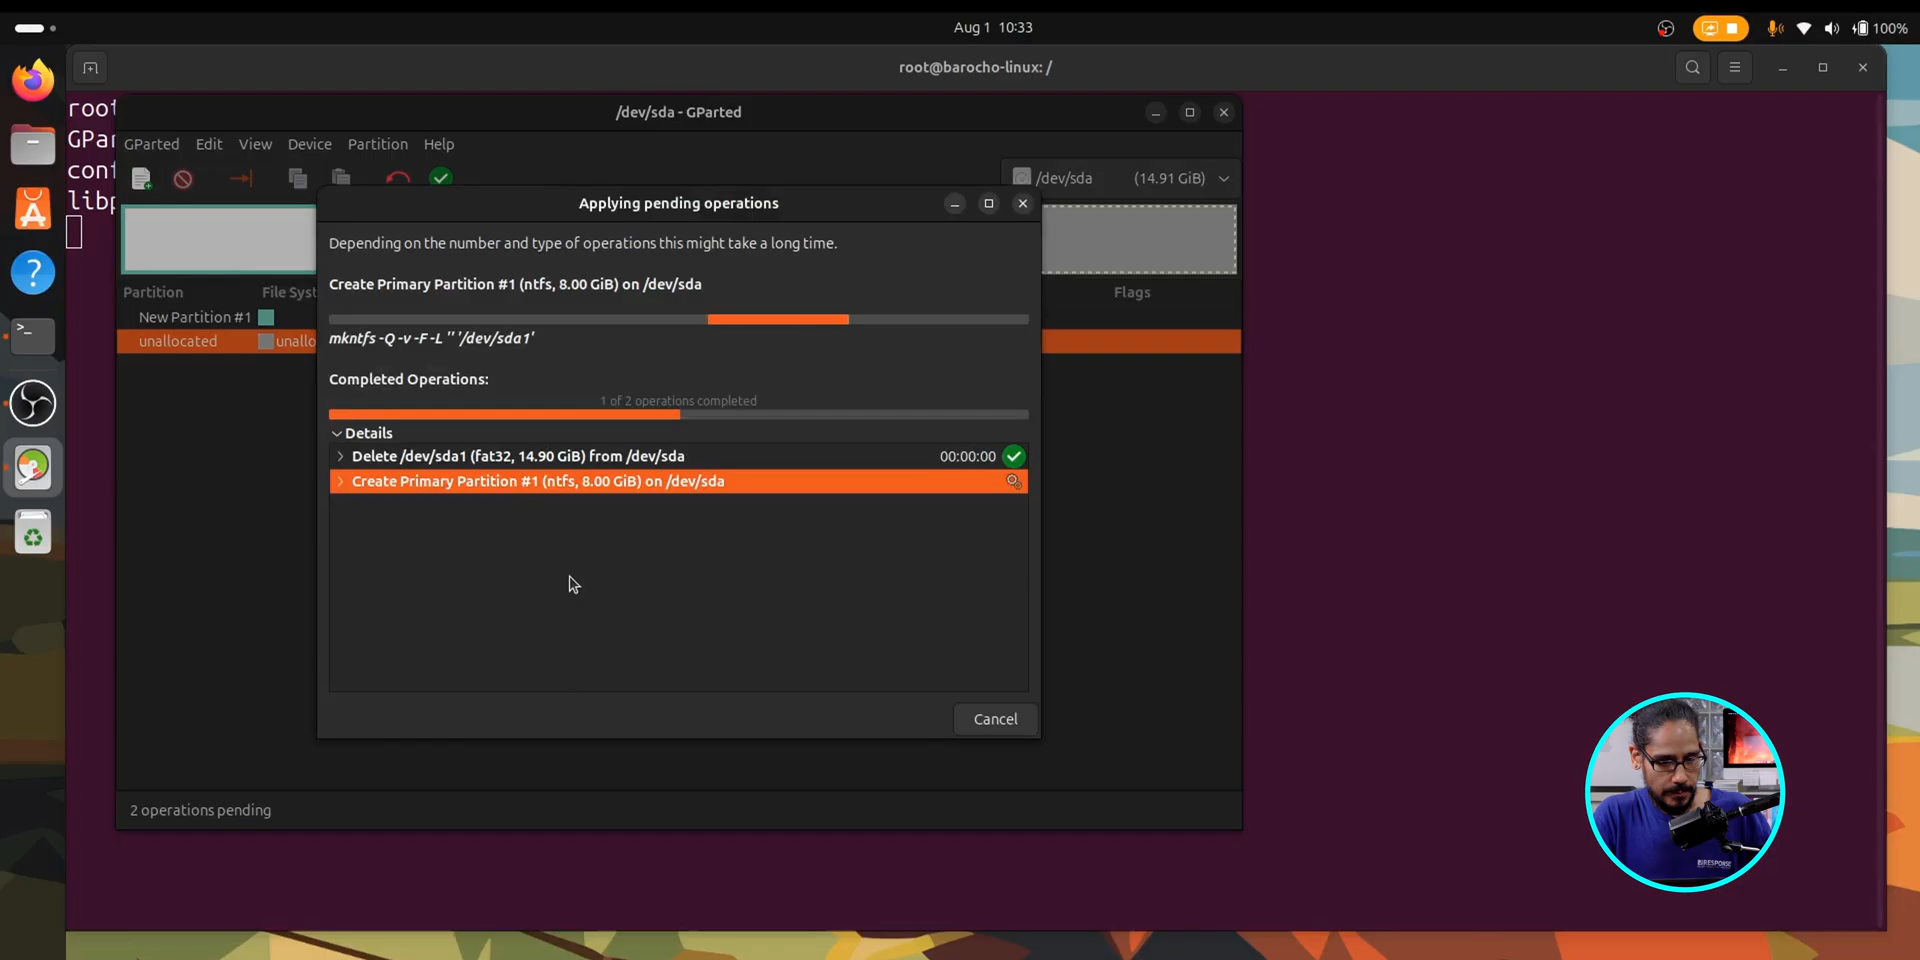 Aug 1 10:33
100%
root@barocho-linux: /
root
GPar
conf
libp
/dev/sda - GParted
GParted Edit View Device Partition Help
/dev/sda (14.91 GiB)
Applying pending operations
Depending on the number and type of operations this might take a long time.
Create Primary Partition #1 (ntfs, 8.00 GiB) on /dev/sda
mkntfs -Q -v -F -L '' '/dev/sda1'
Completed Operations:
1 of 2 operations completed
Details
Delete /dev/sda1 (fat32, 14.90 GiB) from /dev/sda 00:00:00
Create Primary Partition #1 (ntfs, 8.00 GiB) on /dev/sda
Cancel
Partition File Syst Flags
New Partition #1
unallocated unallo
2 operations pending